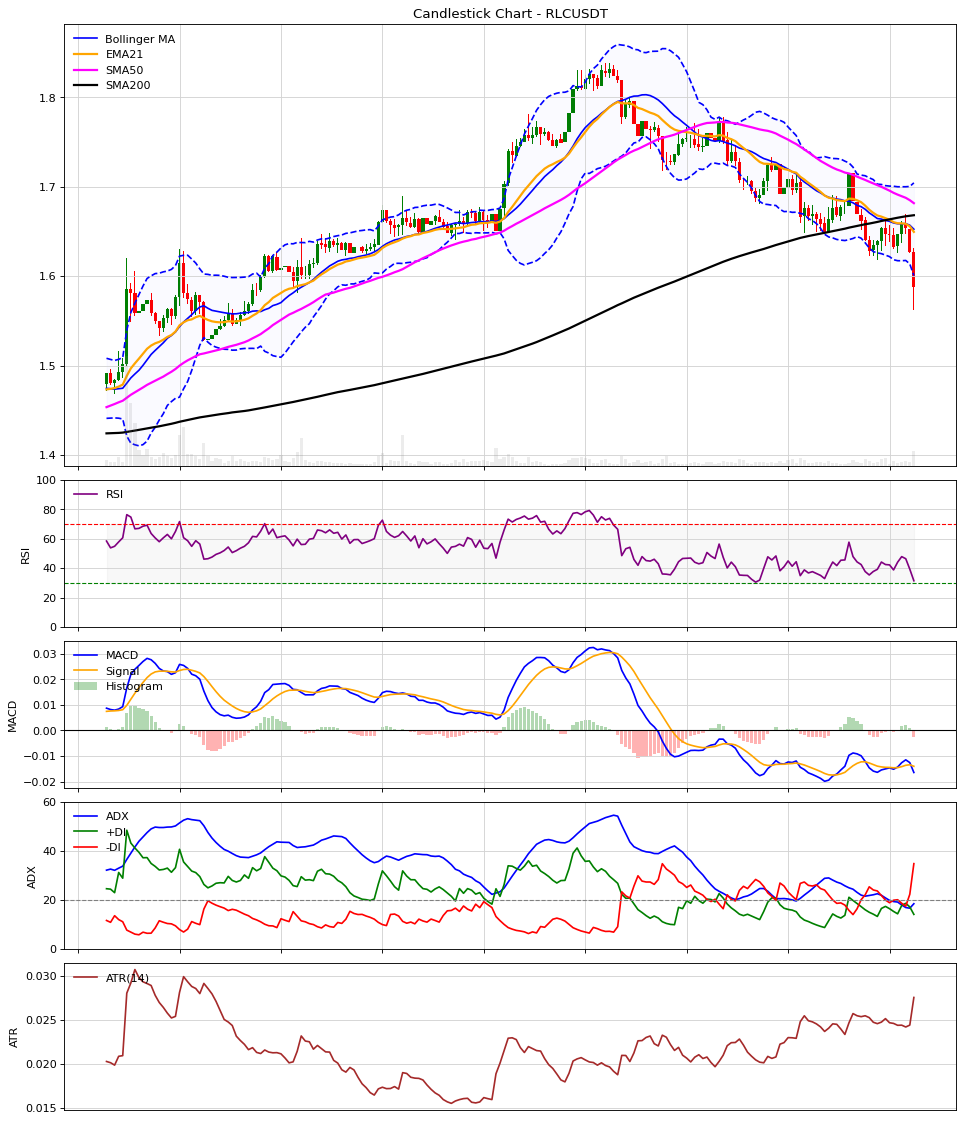 Candlestick Chart - RLCUSDT
Bollinger MA
EMA21
SMA50
SMA200
1.8
1.7
1.6
1.5
1.4
RSI
RSI
100
80
60
40
20
0
MACD
Signal
Histogram
MACD
0.03
0.02
0.01
0.00
−0.01
−0.02
ADX
+DI
-DI
ADX
60
40
20
0
ATR(14)
ATR
0.030
0.025
0.020
0.015